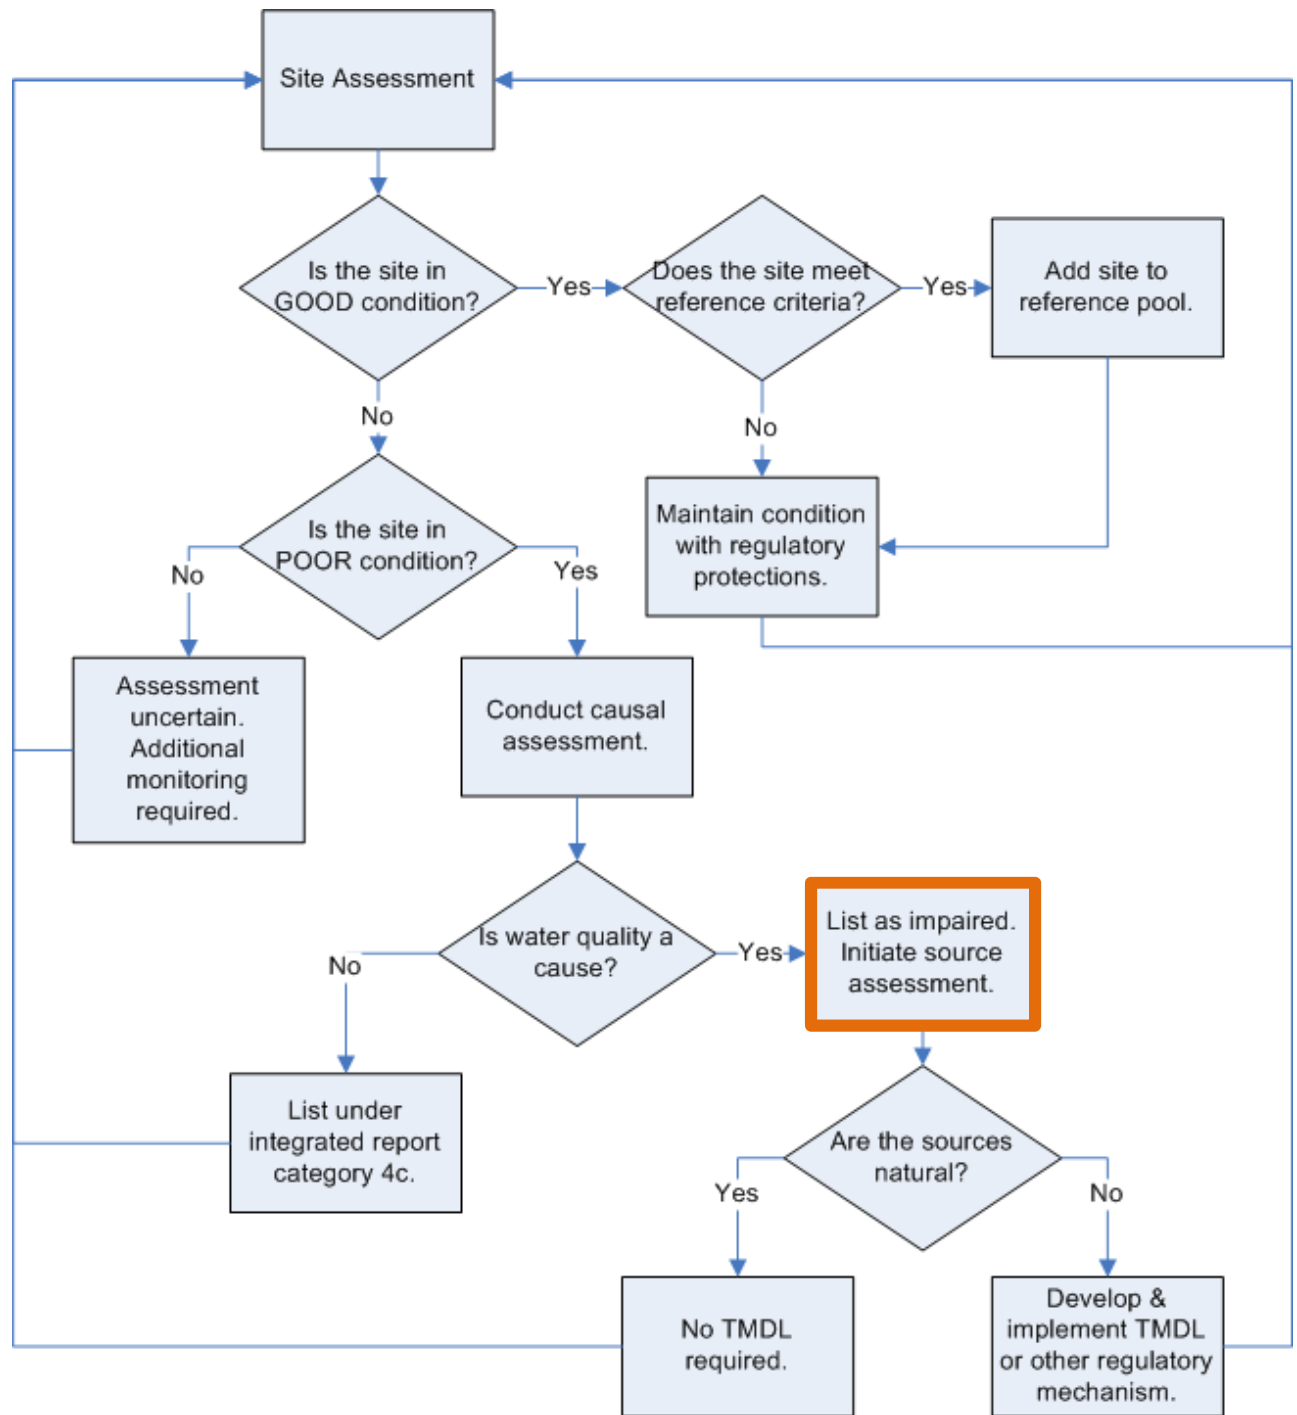 Site Assessment
Is the site in
GOOD condition?
Yes
Does the site meet
reference criteria?
Yes
Add site to
reference pool.
No
No
Maintain condition
with regulatory
protections.
Is the site in
POOR condition?
No
Yes
Assessment
uncertain.
Additional
monitoring
required.
Conduct causal
assessment.
Is water quality a
cause?
Yes
List as impaired.
Initiate source
assessment.
No
List under
integrated report
category 4c.
Are the sources
natural?
Yes
No
No TMDL
required.
Develop &
implement TMDL
or other regulatory
mechanism.